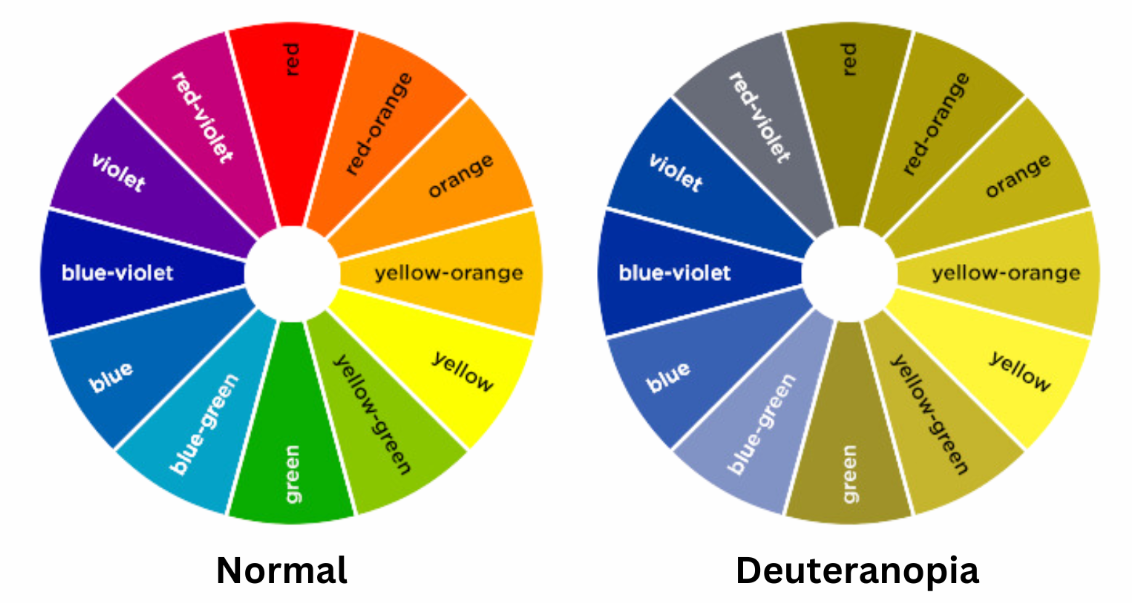 red
red-orange
orange
yellow-orange
yellow
yellow-green
green
blue-green
blue
blue-violet
violet
red-violet
Normal
red
red-orange
orange
yellow-orange
yellow
yellow-green
green
blue-green
blue
blue-violet
violet
red-violet
Deuteranopia